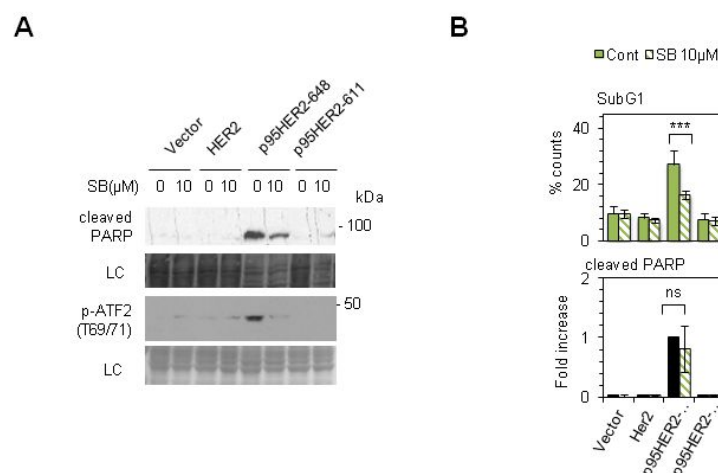 A
Vector
HER2
p95HER2-648
p95HER2-611
SB(µM) 0 10 0 10 0 10 0 10
kDa
cleaved
PARP
- 100
LC
p-ATF2
(T69/71)
- 50
LC
B
Cont SB 10µM
SubG1
% counts
40
20
0
***
cleaved PARP
Fold increase
2
1
0
ns
Vector
Her2
p95HER2-..
p95HER2-..